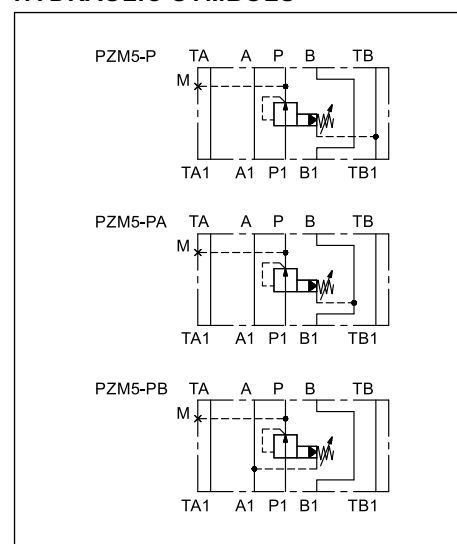 HYDRAULIC SYMBOLS
PZM5-P TA A P B TB
M
TA1 A1 P1 B1 TB1
PZM5-PA TA A P B TB
M
TA1 A1 P1 B1 TB1
PZM5-PB TA A P B TB
M
TA1 A1 P1 B1 TB1